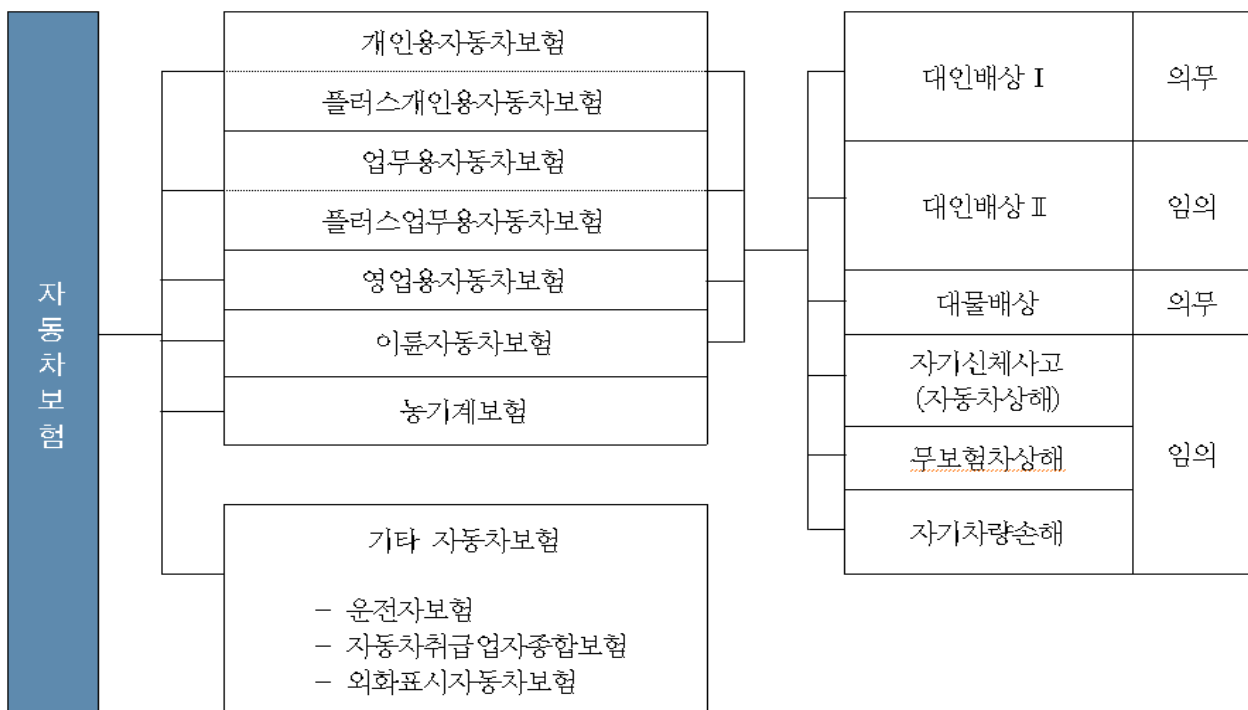 자동차보험
개인용자동차보험
플러스개인용자동차보험
업무용자동차보험
플러스업무용자동차보험
영업용자동차보험
이륜자동차보험
농기계보험
기타 자동차보험
- 운전자보험
- 자동차취급업자종합보험
- 외화표시자동차보험
대인배상 Ⅰ 의무
대인배상 Ⅱ 임의
대물배상 의무
자기신체사고
(자동차상해)
무보험차상해 임의
자기차량손해